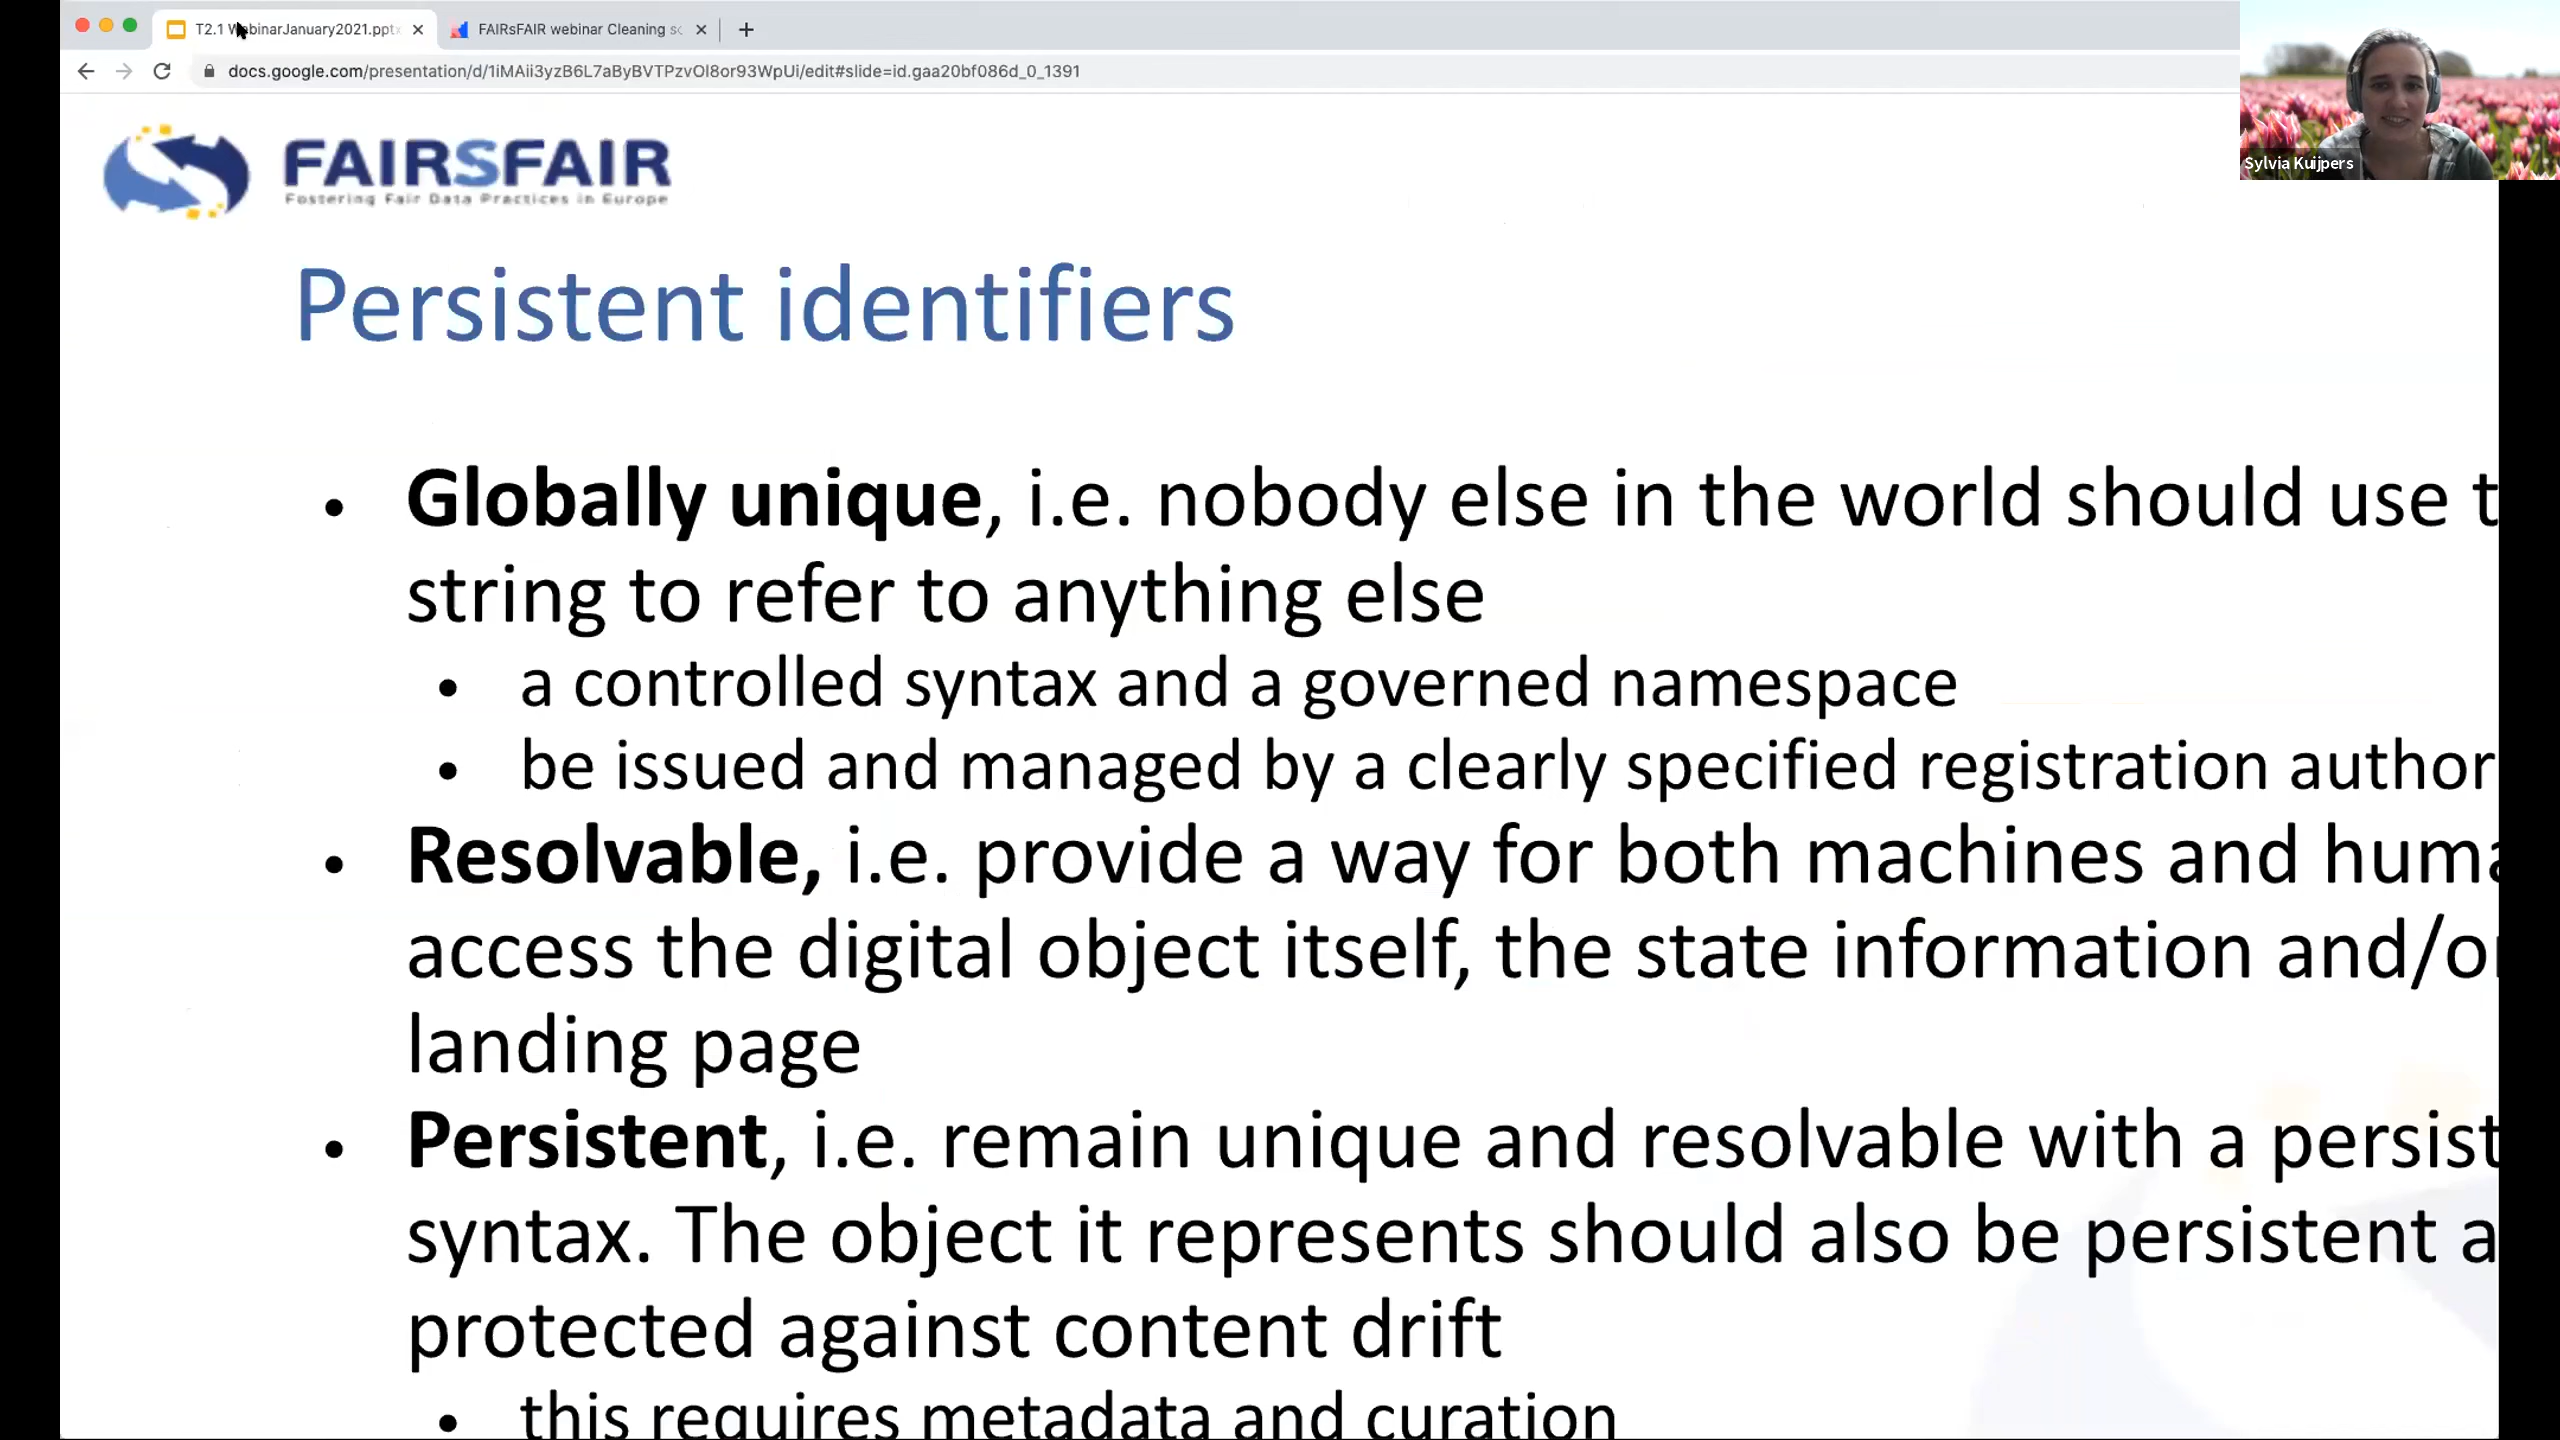 T2.1 WebinarJanuary2021.pptx
FAIRsFAIR webinar Cleaning sc
docs.google.com/presentation/d/1iMAii3yzB6L7aByBVTPzvOl8or93WpUi/edit#slide=id.gaa20bf086d_0_1391
Sylvia Kuijpers
FAIRSFAIR
Fostering Fair Data Practices in Europe
Persistent identifiers
• Globally unique, i.e. nobody else in the world should use t
string to refer to anything else
• a controlled syntax and a governed namespace
• be issued and managed by a clearly specified registration author
• Resolvable, i.e. provide a way for both machines and huma
access the digital object itself, the state information and/or
landing page
• Persistent, i.e. remain unique and resolvable with a persist
syntax. The object it represents should also be persistent a
protected against content drift
• this requires metadata and curation